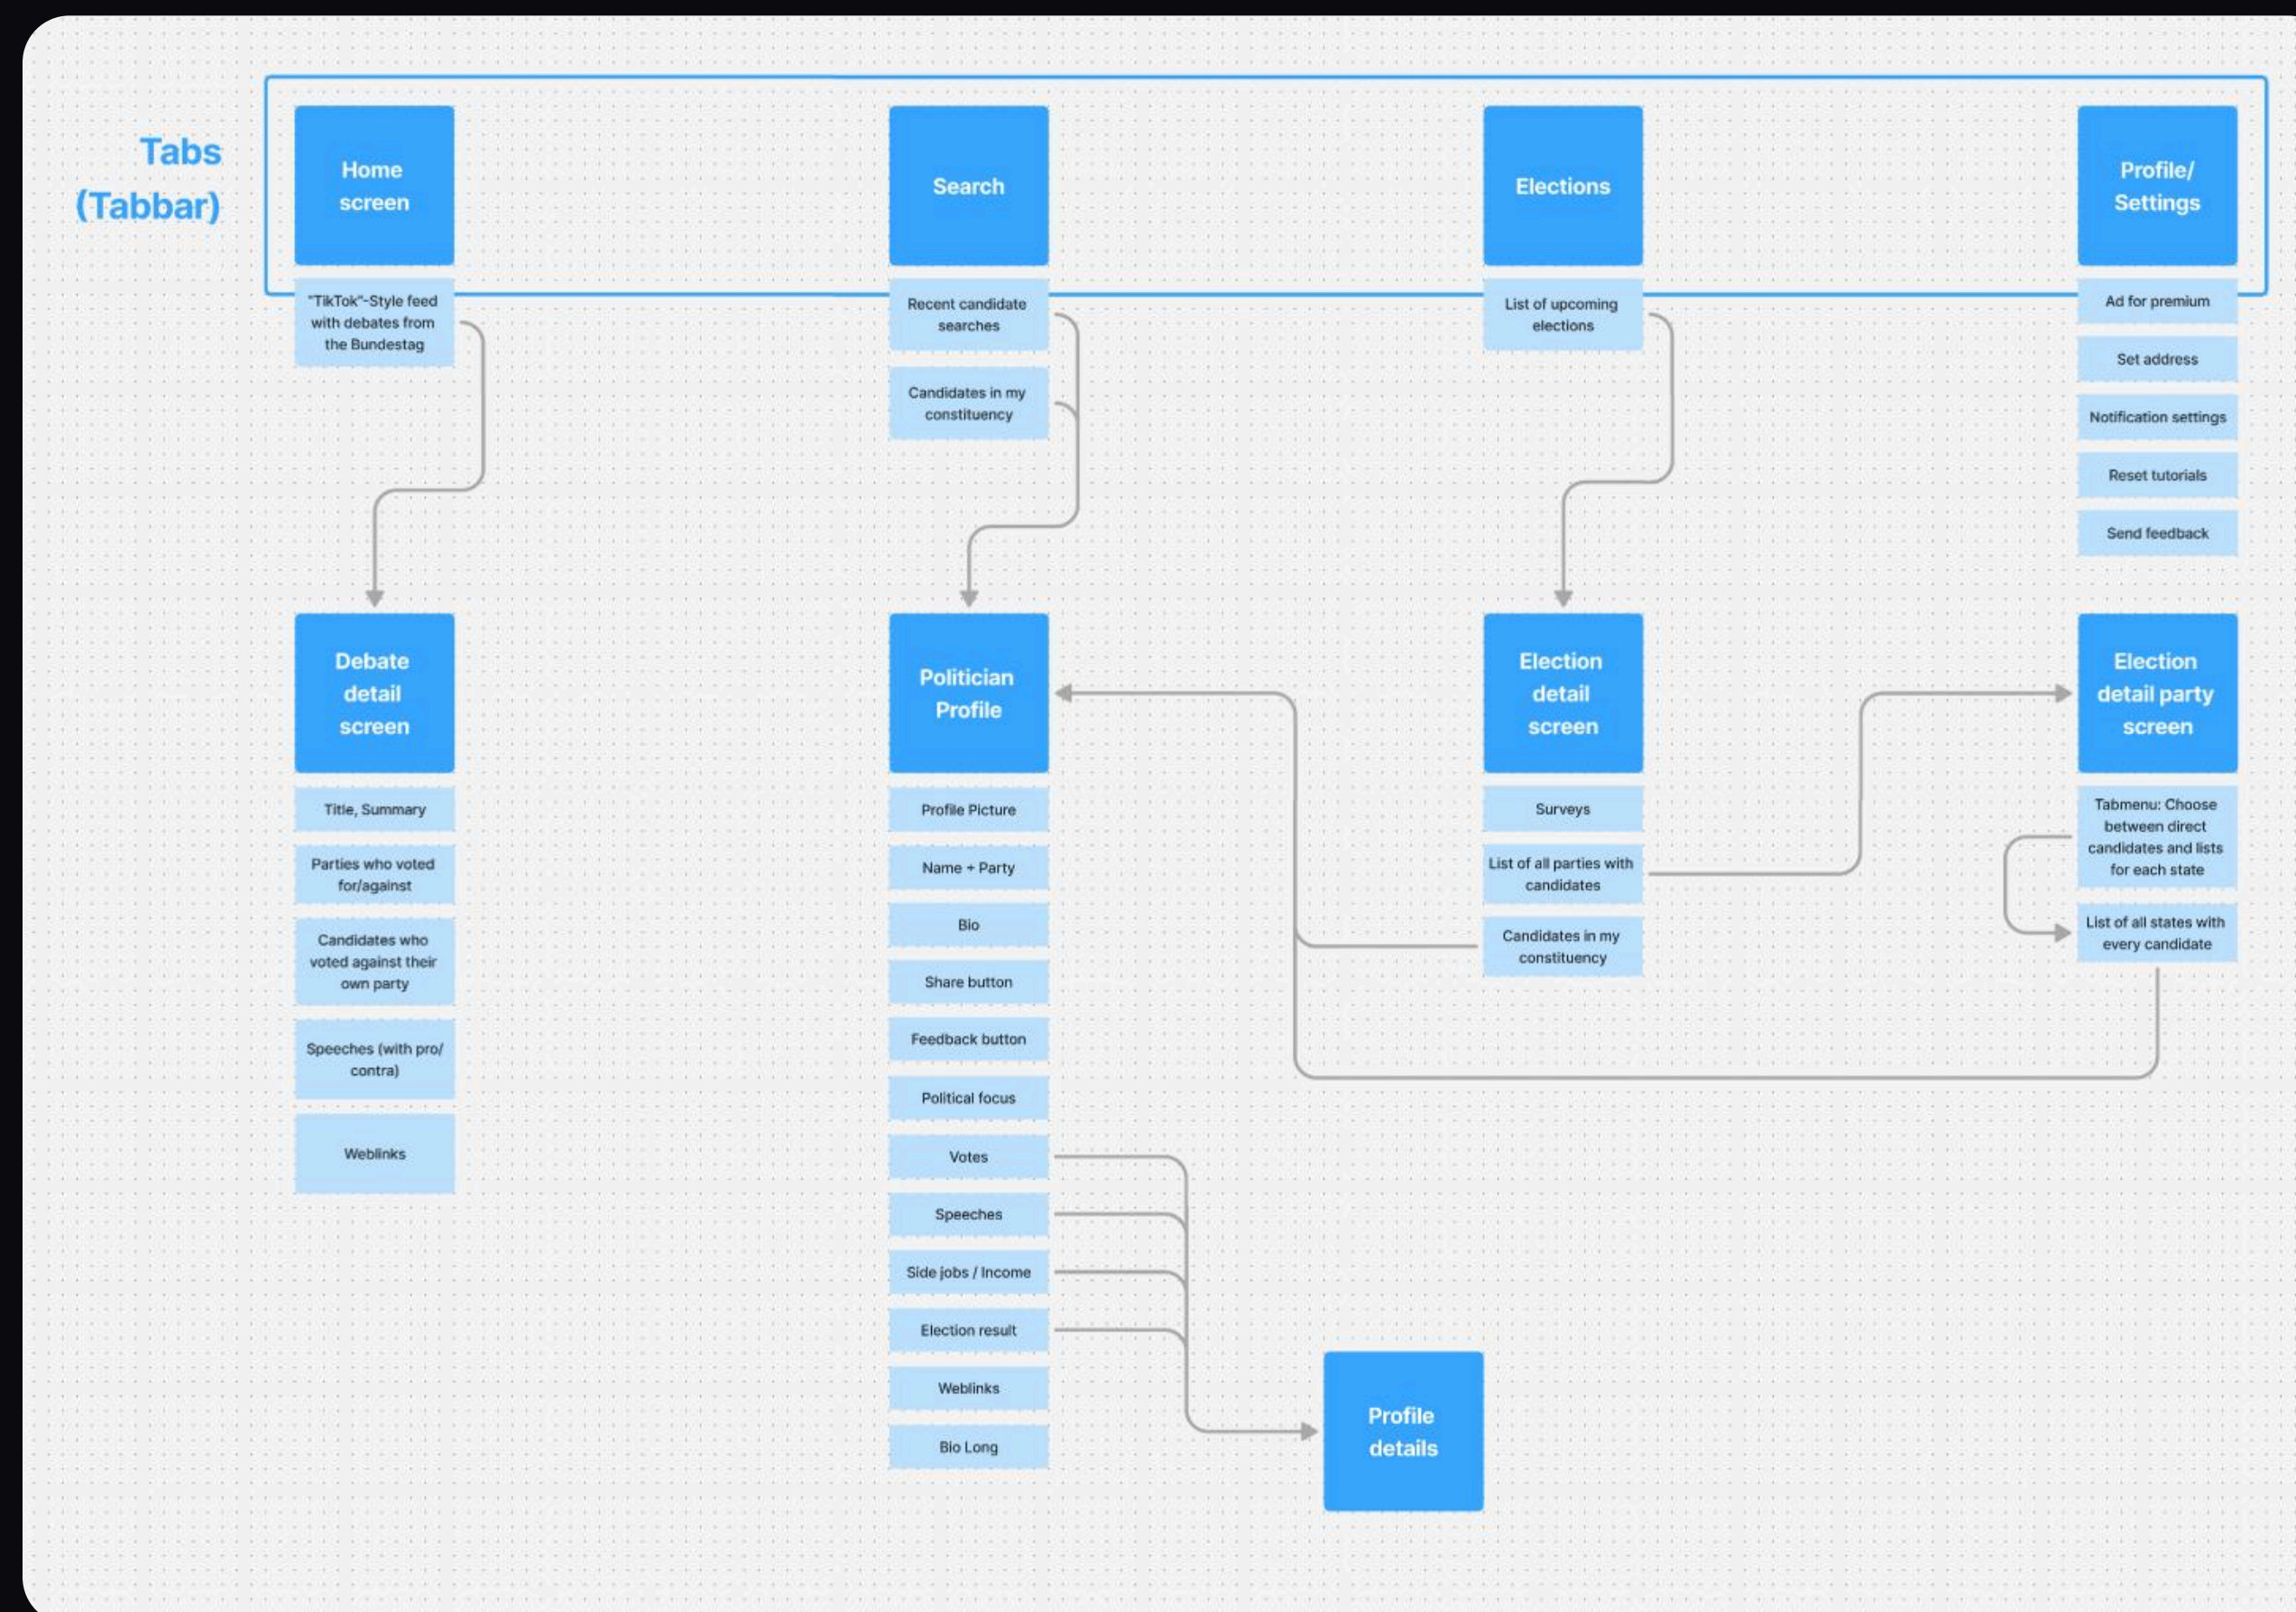 Tabs
(Tabbar)
Home
screen
"TikTok"-Style feed
with debates from
the Bundestag
Search
Recent candidate
searches
Candidates in my
constituency
Elections
List of upcoming
elections
Profile/
Settings
Ad for premium
Set address
Notification settings
Reset tutorials
Send feedback
Debate
detail
screen
Title, Summary
Parties who voted
for/against
Candidates who
voted against their
own party
Speeches (with pro/
contra)
Weblinks
Politician
Profile
Profile Picture
Name + Party
Bio
Share button
Feedback button
Political focus
Votes
Speeches
Side jobs / Income
Election result
Weblinks
Bio Long
Election
detail
screen
Surveys
List of all parties with
candidates
Candidates in my
constituency
Election
detail party
screen
Tabmenu: Choose
between direct
candidates and lists
for each state
List of all states with
every candidate
Profile
details